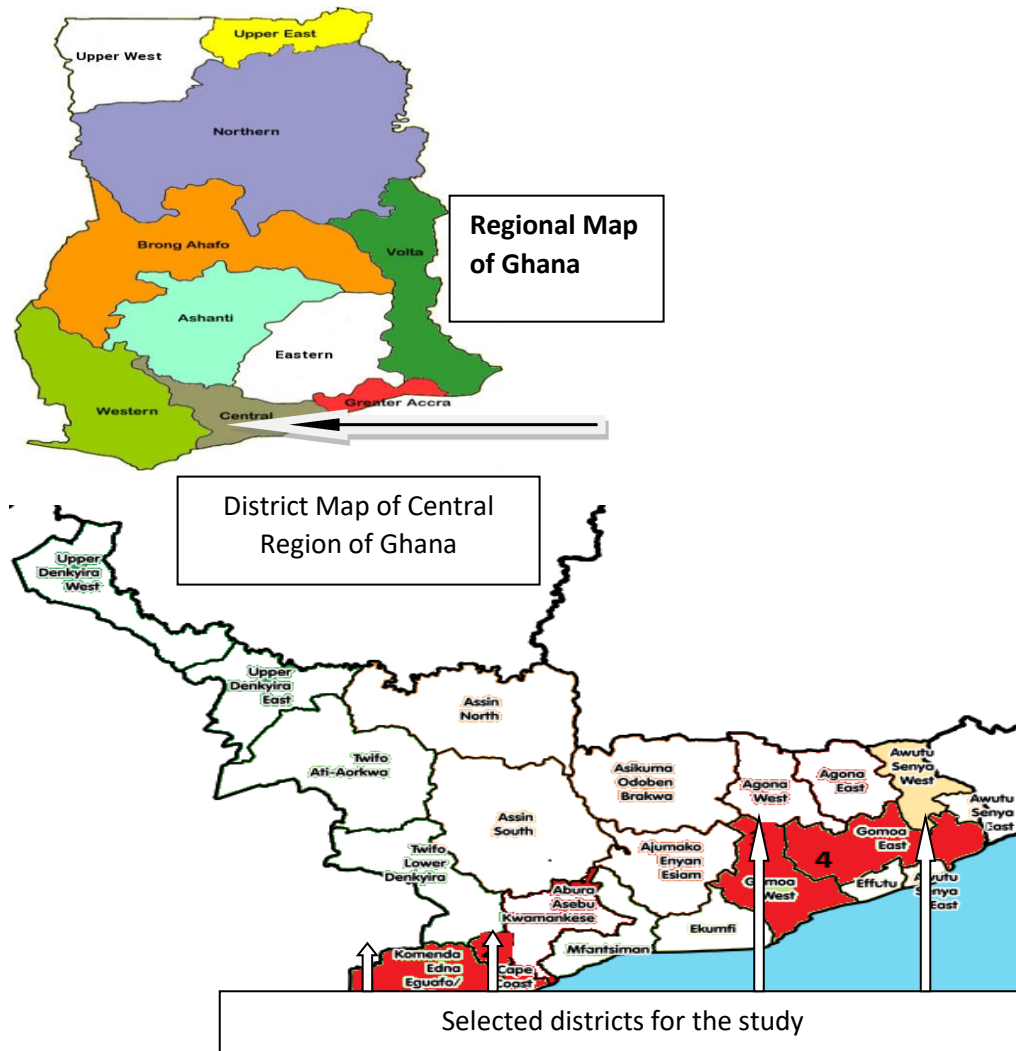 Upper East
Upper West
Northern
Regional Map
of Ghana
Brong Ahafo
Volta
Ashanti
Eastern
Western
Central
Greater Accra
District Map of Central
Region of Ghana
Upper
Denkyira
West
Upper
Denkyira
East
Assin
North
Twifo
Ati-Aorkwa
Asikuma
Odoben
Brakwa
Agona
West
Agona
East
Awutu
Senya
West
Awutu
Senya
East
Assin
South
Gomoa
East
4
Twifo
Lower
Denkyira
Ajumako
Enyan
Esiam
Gomoa
West
Effutu
Awutu
Senya
East
Abura
Asebu
Kwamankese
Ekumfi
Mfantsiman
Komenda
Edna
Eguafo/
Cape
Coast
Selected districts for the study